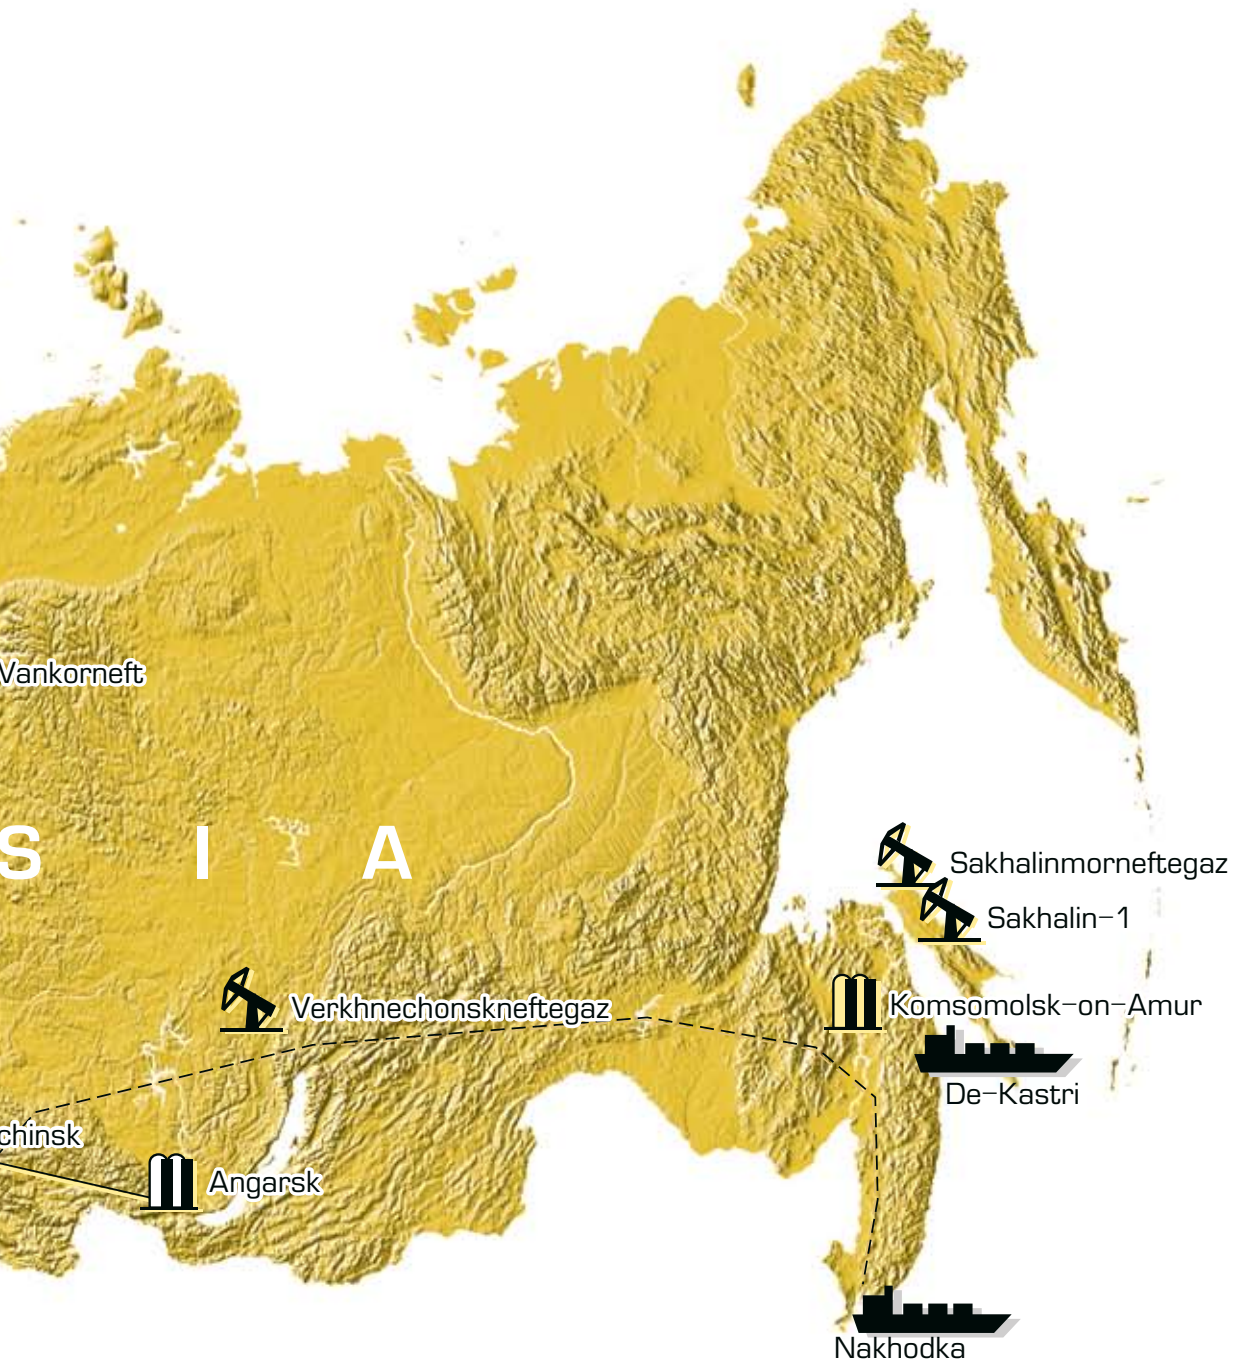 Vankorneft
S I A
Sakhalinmorneftegaz
Sakhalin-1
Verkhnechonskneftegaz
Komsomolsk-on-Amur
De-Kastri
chinsk
Angarsk
Nakhodka